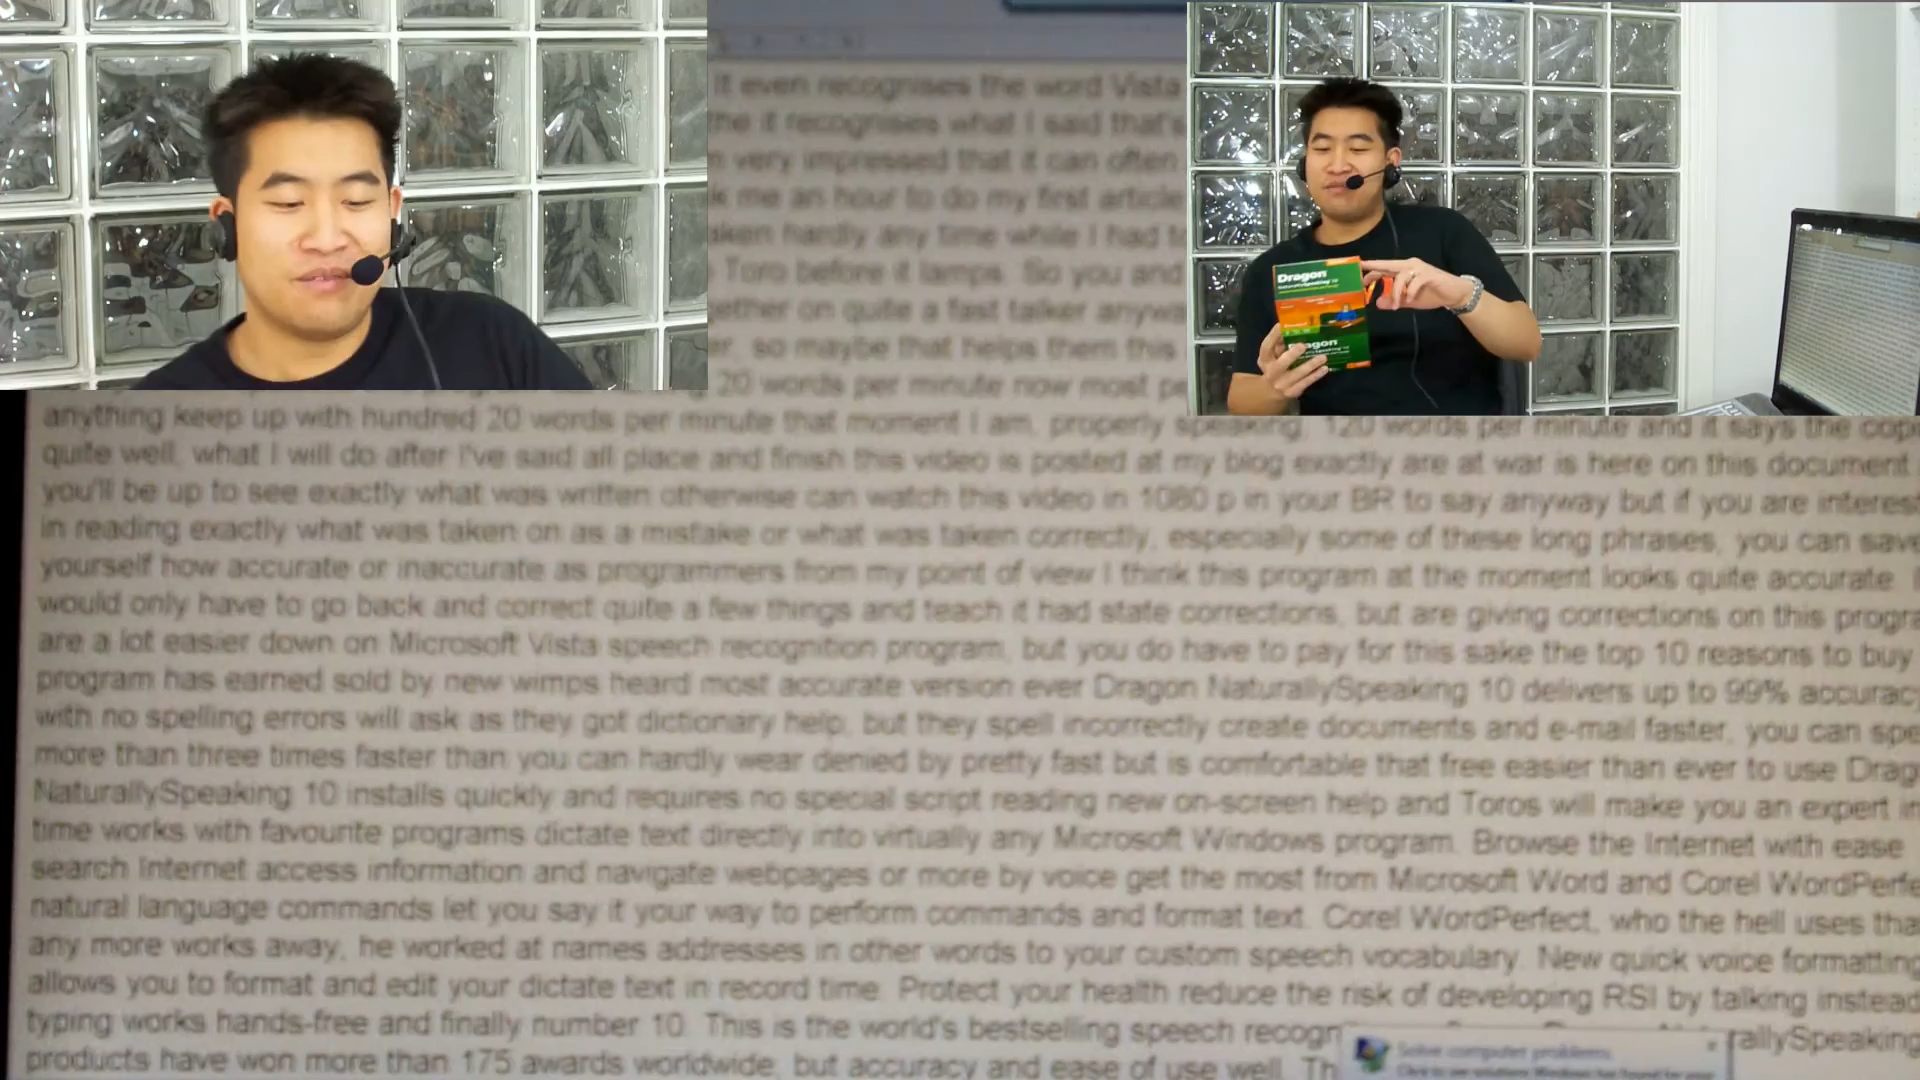 It even recognises the word Vista
the it recognises what I said that's
very impressed that it can often
me an hour to do my first article
hardly any time while I had
Toro before it lamps. So you and
on quite a fast talker
so maybe that helps them this
20 words per minute now most
anything keep up with hundred 20 words per minute that moment I am, properly speaking, 120 words per minute and it says the
quite well, what I will do after I've said all place and finish this video is posted at my blog exactly are at war is here on this document
you'll be up to see exactly what was written otherwise can watch this video in 1080 p in your BR to say anyway but if you are
in reading exactly what was taken on as a mistake or what was taken correctly, especially some of these long phrases, you can
yourself how accurate or inaccurate as programmers from my point of view I think this program at the moment looks quite accurate.
would only have to go back and correct quite a few things and teach it had state corrections, but are giving corrections on this
are a lot easier down on Microsoft Vista speech recognition program, but you do have to pay for this sake the top 10 reasons to buy
program has earned sold by new wimps heard most accurate version ever Dragon NaturallySpeaking 10 delivers up to 99%
with no spelling errors will ask as they got dictionary help, but they spell incorrectly create documents and e-mail faster, you can
more than three times faster than you can hardly wear denied by pretty fast but is comfortable that free easier than ever to use
NaturallySpeaking 10 installs quickly and requires no special script reading new on-screen help and Toros will make you an expert
time works with favourite programs dictate text directly into virtually any Microsoft Windows program. Browse the Internet with ease
search Internet access information and navigate webpages or more by voice get the most from Microsoft Word and Corel
natural language commands let you say it your way to perform commands and format text. Corel WordPerfect, who the hell uses
any more works away, he worked at names addresses in other words to your custom speech vocabulary. New quick voice formatting
allows you to format and edit your dictate text in record time. Protect your health reduce the risk of developing RSI by talking instead
typing works hands-free and finally number 10. This is the world's bestselling speech
products have won more than 175 awards worldwide, but accuracy and ease of use well.
Solve computer problems
Dragon
NaturallySpeaking
Dragon